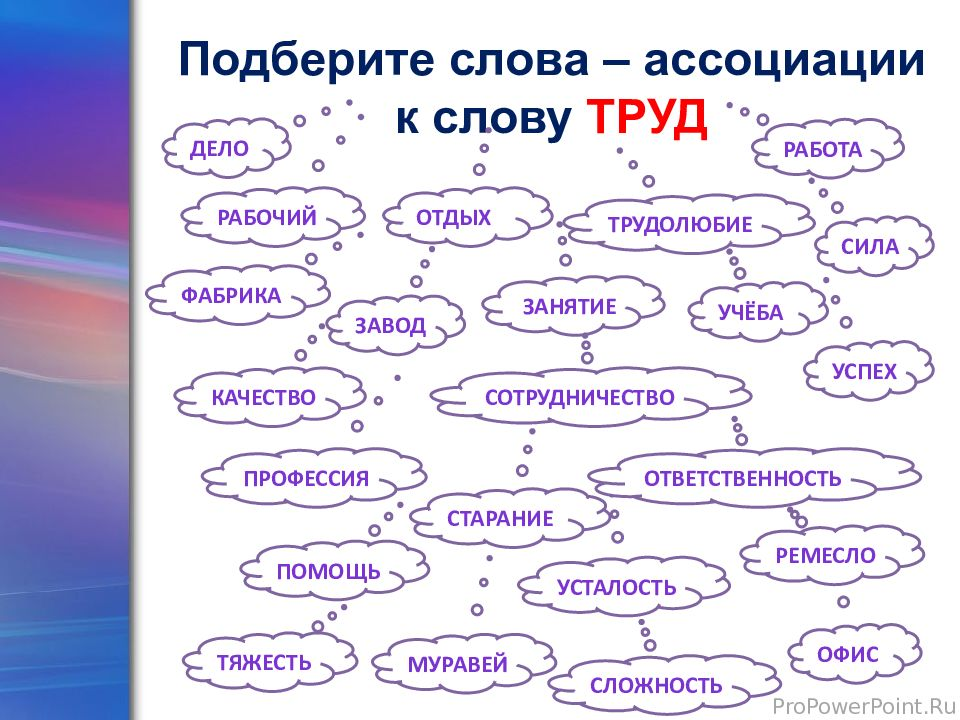 Подберите слова – ассоциации
к слову ТРУД
ДЕЛО
РАБОТА
РАБОЧИЙ
ОТДЫХ
ТРУДОЛЮБИЕ
СИЛА
ФАБРИКА
ЗАВОД
ЗАНЯТИЕ
УЧЁБА
УСПЕХ
КАЧЕСТВО
СОТРУДНИЧЕСТВО
ПРОФЕССИЯ
ОТВЕТСТВЕННОСТЬ
СТАРАНИЕ
РЕМЕСЛО
ПОМОЩЬ
УСТАЛОСТЬ
ТЯЖЕСТЬ
МУРАВЕЙ
ОФИС
СЛОЖНОСТЬ
ProPowerPoint.Ru